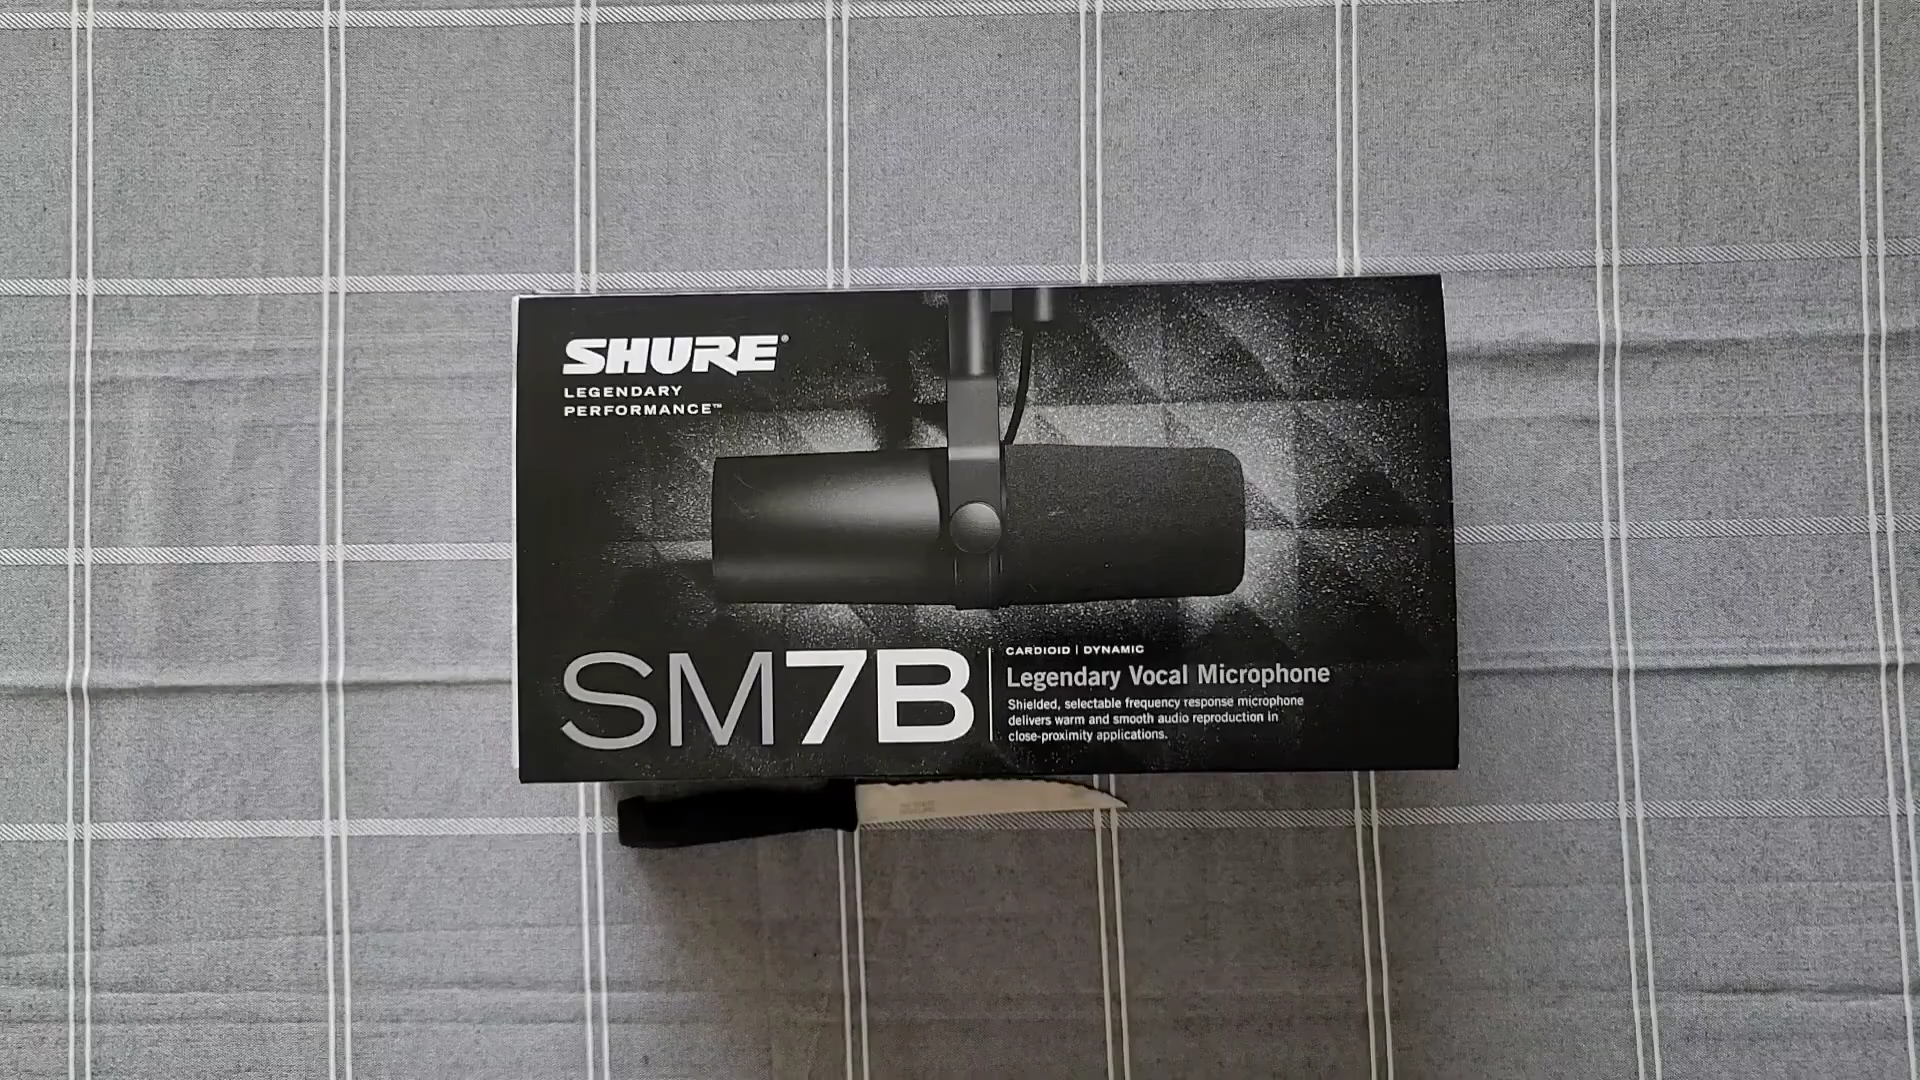 SHURE®
LEGENDARY
PERFORMANCE™
SM7B
CARDIOID | DYNAMIC
Legendary Vocal Microphone
Shielded, selectable frequency response microphone
delivers warm and smooth audio reproduction in
close-proximity applications.